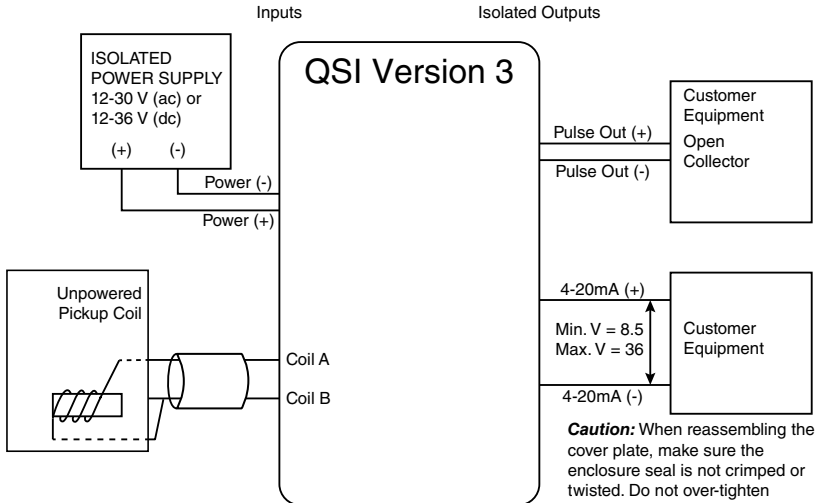 Inputs
Isolated Outputs
QSI Version 3
ISOLATED
POWER SUPPLY
12-30 V (ac) or
12-36 V (dc)
(+) (-)
Power (-)
Power (+)
Unpowered
Pickup Coil
Coil A
Coil B
Pulse Out (+)
Pulse Out (-)
Customer
Equipment
Open
Collector
4-20mA (+)
Min. V = 8.5
Max. V = 36
4-20mA (-)
Customer
Equipment
Caution: When reassembling the
cover plate, make sure the
enclosure seal is not crimped or
twisted. Do not over-tighten